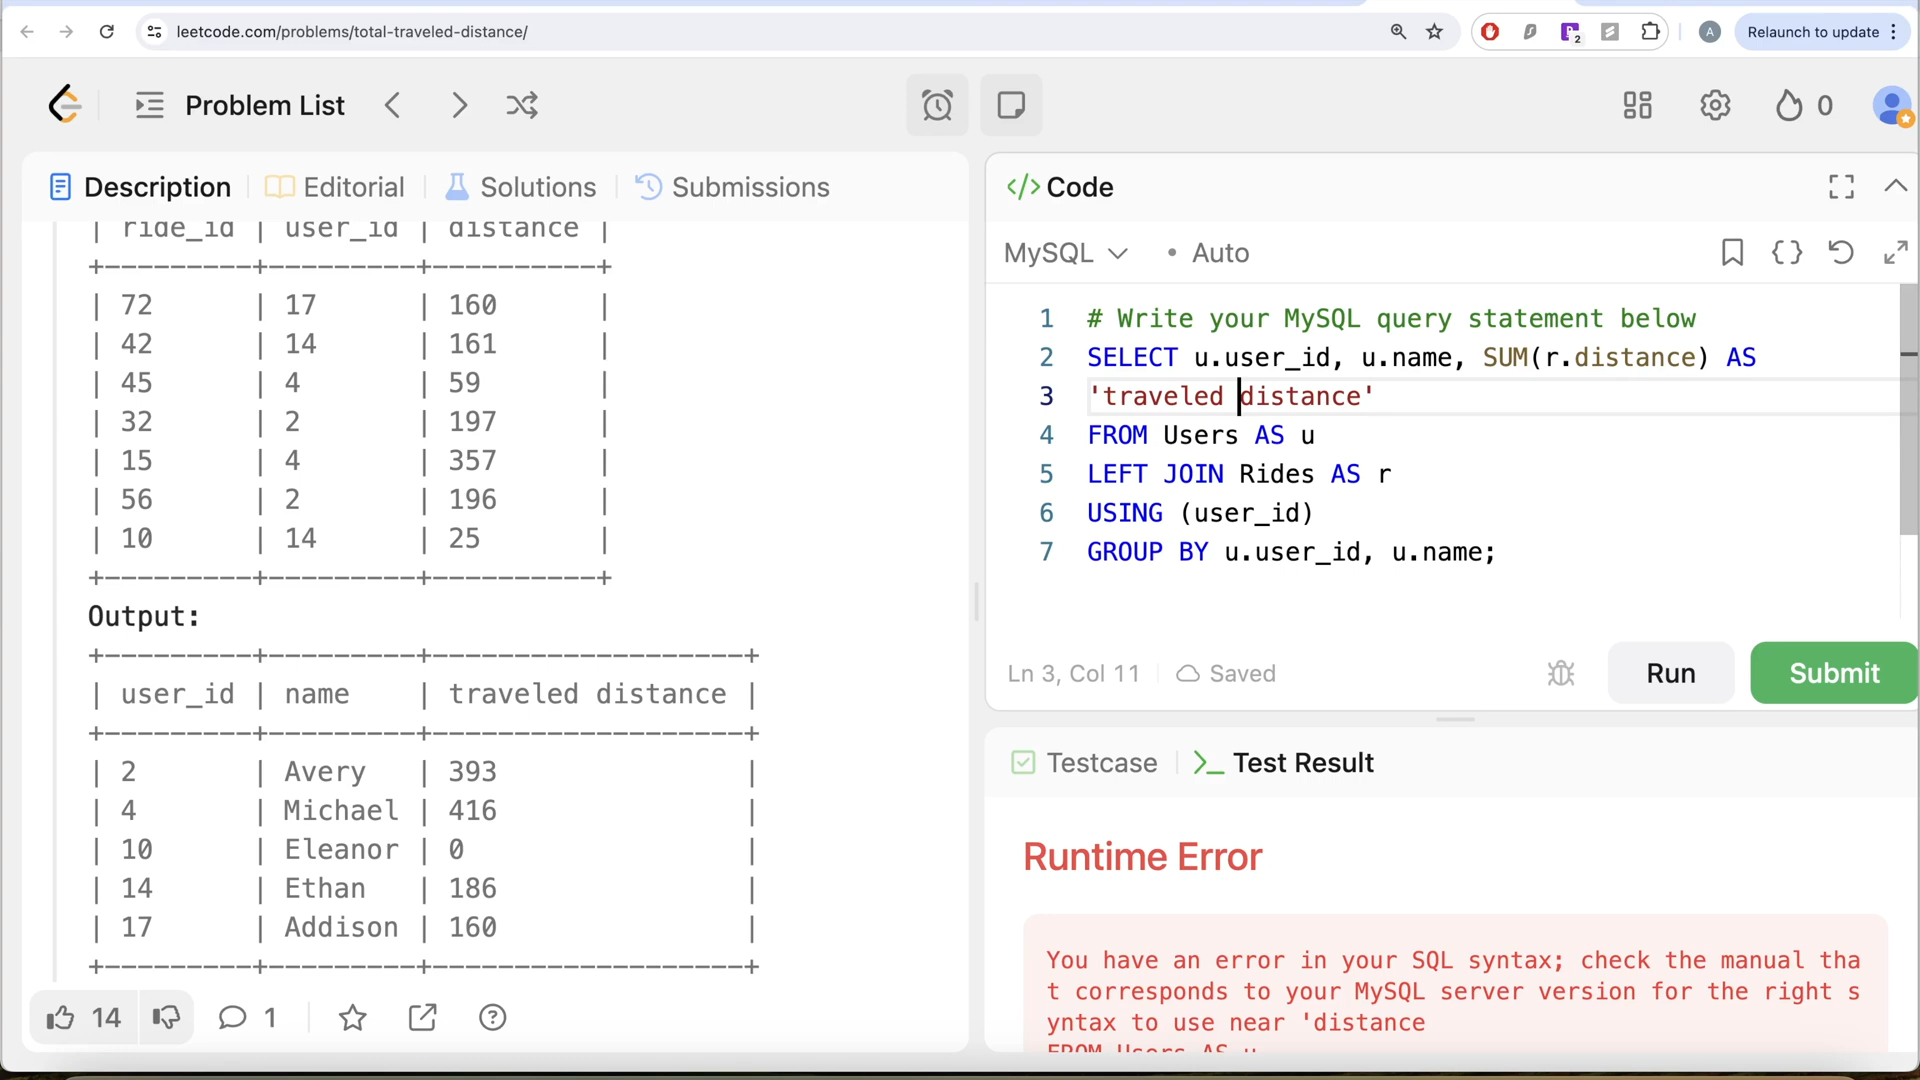 leetcode.com/problems/total-traveled-distance/
2
A
Relaunch to update
Problem List
0
Description
Editorial
Solutions
Submissions
</> Code
MySQL
• Auto
| ride_id | user_id | distance |
+---------+---------+----------+
| 72 | 17 | 160 |
| 42 | 14 | 161 |
| 45 | 4 | 59 |
| 32 | 2 | 197 |
| 15 | 4 | 357 |
| 56 | 2 | 196 |
| 10 | 14 | 25 |
+---------+---------+----------+
Output:
+---------+---------+-------------------+
| user_id | name | traveled distance |
+---------+---------+-------------------+
| 2 | Avery | 393 |
| 4 | Michael | 416 |
| 10 | Eleanor | 0 |
| 14 | Ethan | 186 |
| 17 | Addison | 160 |
+---------+---------+-------------------+
14
1
1 # Write your MySQL query statement below
2 SELECT u.user_id, u.name, SUM(r.distance) AS
3 'traveled distance'
4 FROM Users AS u
5 LEFT JOIN Rides AS r
6 USING (user_id)
7 GROUP BY u.user_id, u.name;
Ln 3, Col 11
Saved
Run
Submit
Testcase
Test Result
Runtime Error
You have an error in your SQL syntax; check the manual tha
t corresponds to your MySQL server version for the right s
yntax to use near 'distance
FROM Users AS u